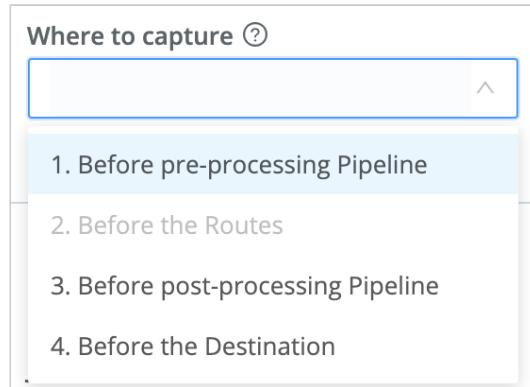 Where to capture ?
1. Before pre-processing Pipeline
2. Before the Routes
3. Before post-processing Pipeline
4. Before the Destination